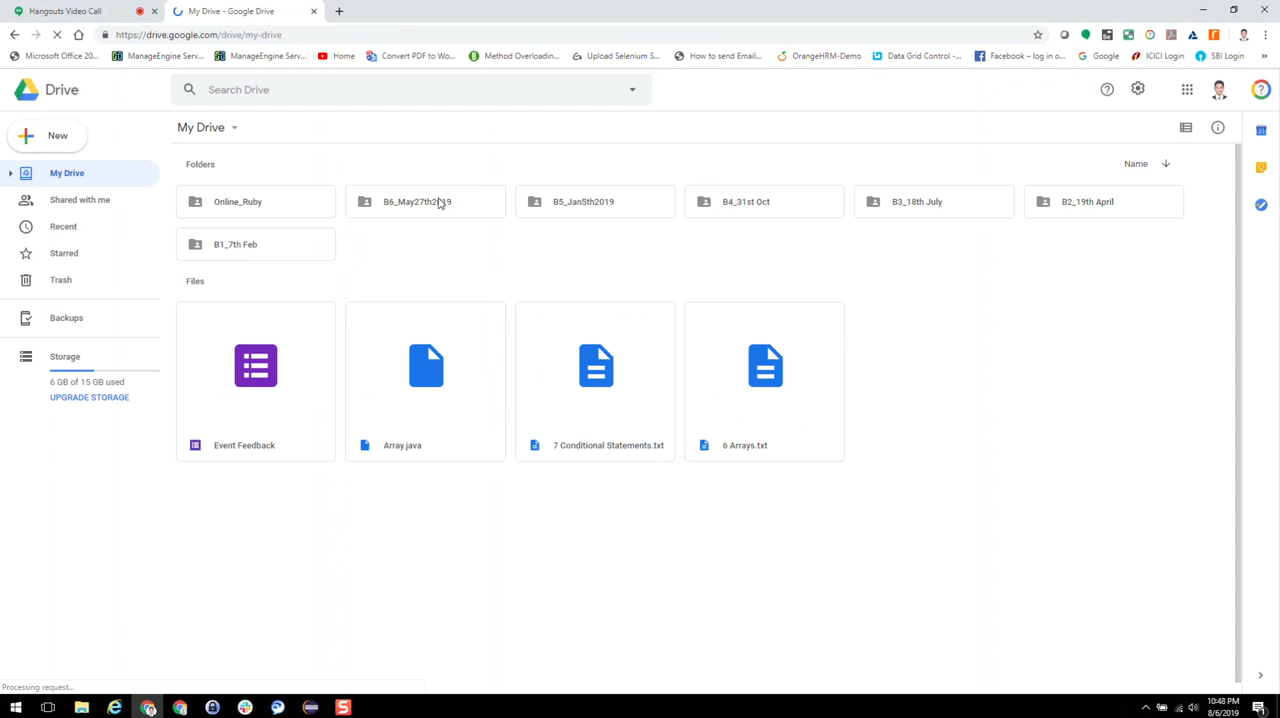 Hangouts Video Call
My Drive - Google Drive
https://drive.google.com/drive/my-drive
Microsoft Office 20...
ManageEngine Serv...
ManageEngine Serv...
Home
Convert PDF to Wo...
Method Overloadin...
Upload Selenium S...
How to send Email...
OrangeHRM-Demo
Data Grid Control -...
Facebook – log in o...
Google
ICICI Login
SBI Login
»
Drive
Search Drive
New
My Drive
My Drive
Shared with me
Recent
Starred
Trash
Backups
Storage
6 GB of 15 GB used
UPGRADE STORAGE
Folders
Name
Online_Ruby
B6_May27th2019
B5_Jan5th2019
B4_31st Oct
B3_18th July
B2_19th April
B1_7th Feb
Files
Event Feedback
Array.java
7 Conditional Statements.txt
6 Arrays.txt
Processing request...
10:48 PM
8/6/2019